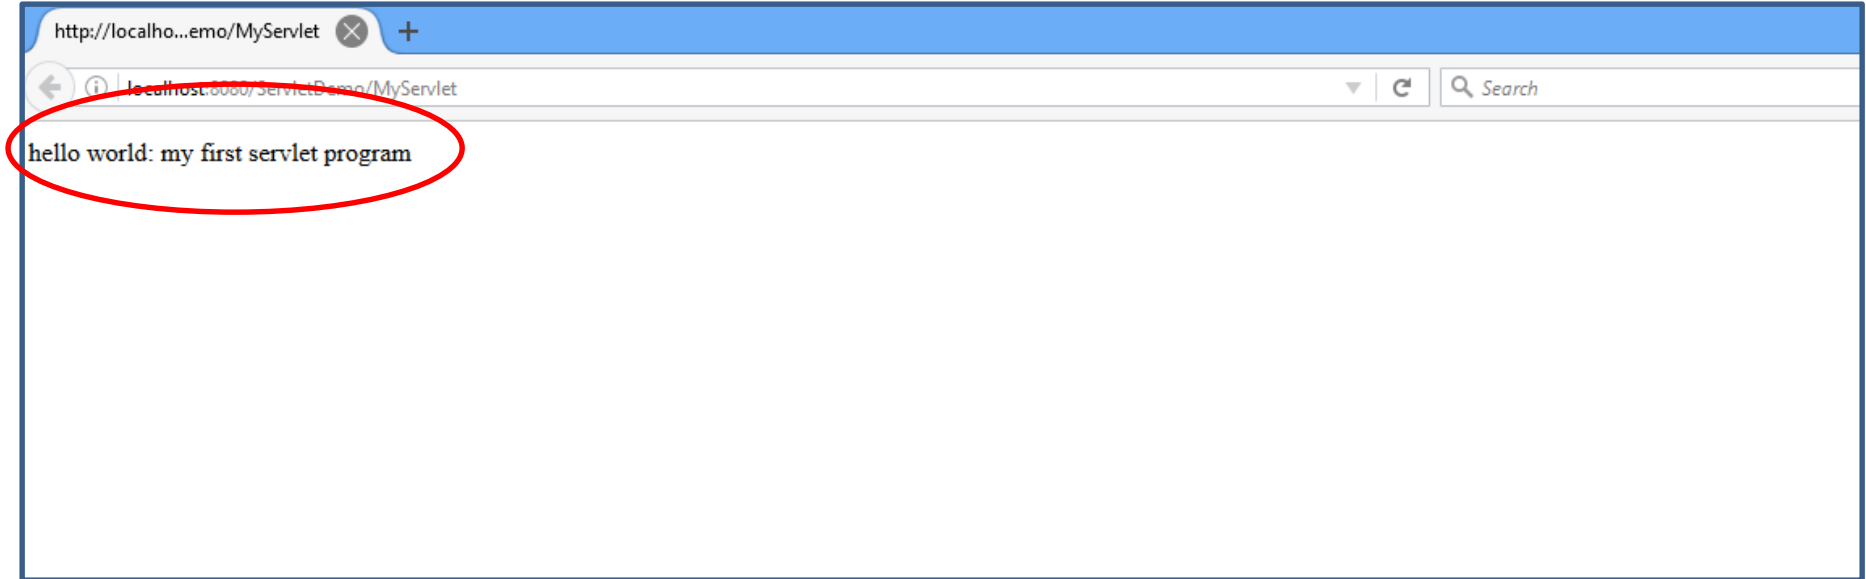 http://localho...emo/MyServlet
localhost:8080/ServletDemo/MyServlet
Search
hello world: my first servlet program